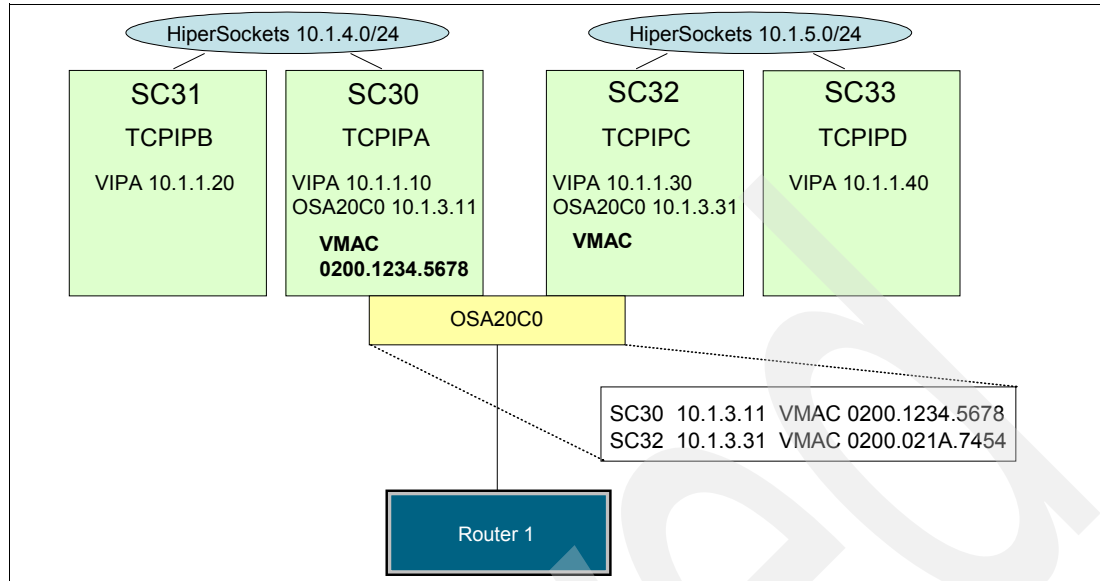 HiperSockets 10.1.4.0/24
HiperSockets 10.1.5.0/24
SC31
TCPIPB
VIPA 10.1.1.20
SC30
TCPIPA
VIPA 10.1.1.10
OSA20C0 10.1.3.11
VMAC
0200.1234.5678
SC32
TCPIPC
VIPA 10.1.1.30
OSA20C0 10.1.3.31
VMAC
SC33
TCPIPD
VIPA 10.1.1.40
OSA20C0
SC30 10.1.3.11 VMAC 0200.1234.5678
SC32 10.1.3.31 VMAC 0200.021A.7454
Router 1